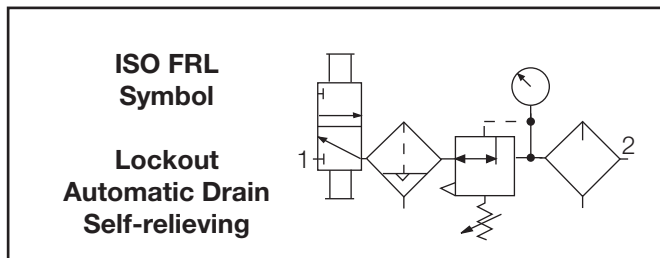 ISO FRL
Symbol
Lockout
Automatic Drain
Self-relieving
1
2